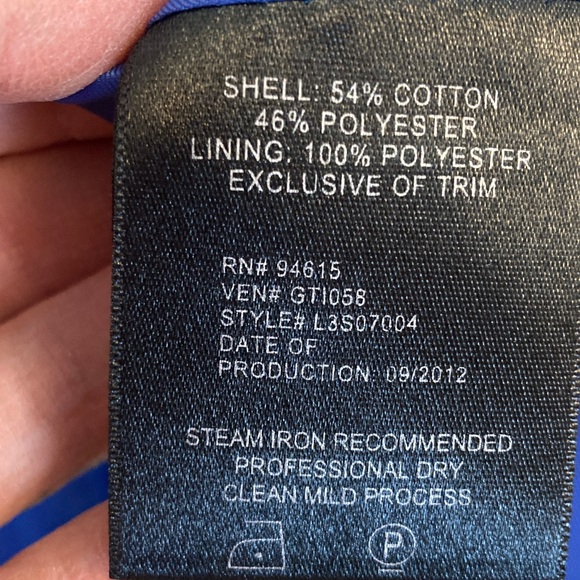 SHELL: 54% COTTON
46% POLYESTER
LINING: 100% POLYESTER
EXCLUSIVE OF TRIM
RN# 94615
VEN# GTI058
STYLE# L3S07004
DATE OF
PRODUCTION: 09/2012
STEAM IRON RECOMMENDED
PROFESSIONAL DRY
CLEAN MILD PROCESS
P